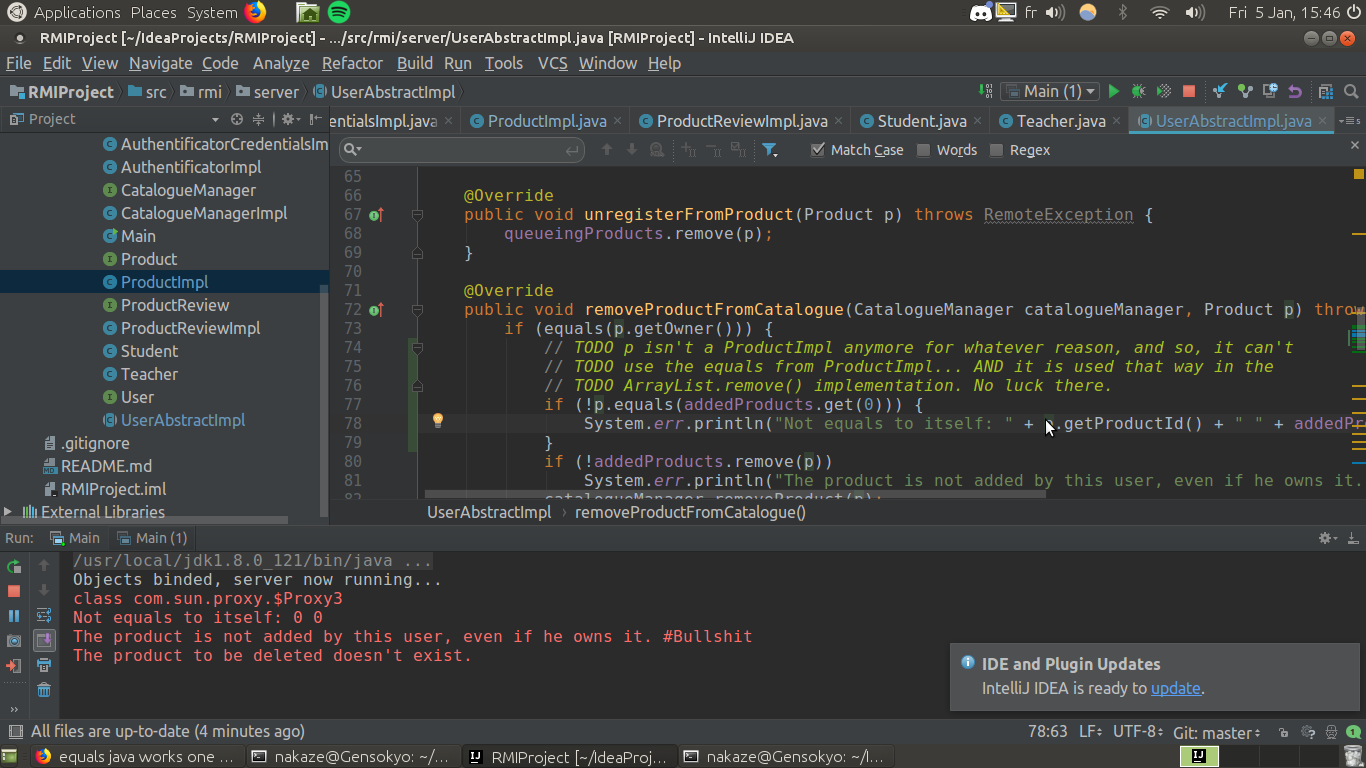 Applications Places System fr Fri 5 Jan, 15:46
RMIProject [~/IdeaProjects/RMIProject] - .../src/rmi/server/UserAbstractImpl.java [RMIProject] - IntelliJ IDEA
File Edit View Navigate Code Analyze Refactor Build Run Tools VCS Window Help
RMIProject src rmi server UserAbstractImpl Main (1)
Project entialsImpl.java ProductImpl.java ProductReviewImpl.java Student.java Teacher.java UserAbstractImpl.java
Match Case Words Regex
AuthentificatorCredentialsIm
AuthentificatorImpl
CatalogueManager
CatalogueManagerImpl
Main
Product
ProductImpl
ProductReview
ProductReviewImpl
Student
Teacher
User
UserAbstractImpl
.gitignore
README.md
RMIProject.iml
External Libraries
65
66 @Override
67 public void unregisterFromProduct(Product p) throws RemoteException {
68 queueingProducts.remove(p);
69 }
70
71 @Override
72 public void removeProductFromCatalogue(CatalogueManager catalogueManager, Product p) throw
73 if (equals(p.getOwner())) {
74 // TODO p isn't a ProductImpl anymore for whatever reason, and so, it can't
75 // TODO use the equals from ProductImpl... AND it is used that way in the
76 // TODO ArrayList.remove() implementation. No luck there.
77 if (!p.equals(addedProducts.get(0))) {
78 System.err.println("Not equals to itself: " + p.getProductId() + " " + addedPr
79 }
80 if (!addedProducts.remove(p))
81 System.err.println("The product is not added by this user, even if he owns it.
82 catalogueManager.removeProduct(p);
UserAbstractImpl removeProductFromCatalogue()
Run: Main Main (1)
/usr/local/jdk1.8.0_121/bin/java ...
Objects binded, server now running...
class com.sun.proxy.$Proxy3
Not equals to itself: 0 0
The product is not added by this user, even if he owns it. #Bullshit
The product to be deleted doesn't exist.
IDE and Plugin Updates
IntelliJ IDEA is ready to update.
All files are up-to-date (4 minutes ago) 78:63 LF UTF-8 Git: master 1
equals java works one ... nakaze@Gensokyo: ~/... RMIProject [~/IdeaProj... nakaze@Gensokyo: ~/I...